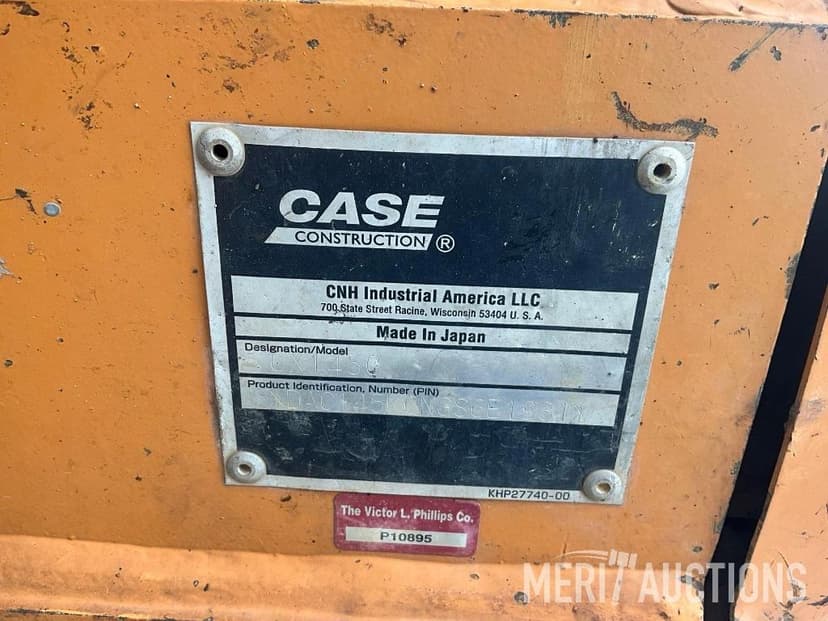 CASE
CONSTRUCTION ®
CNH Industrial America LLC
700 State Street Racine, Wisconsin 53404 U. S. A.
Made In Japan
Designation/Model
Product Identification, Number (PIN)
KHP27740-00
The Victor L. Phillips Co.
P10895
MERIT AUCTIONS